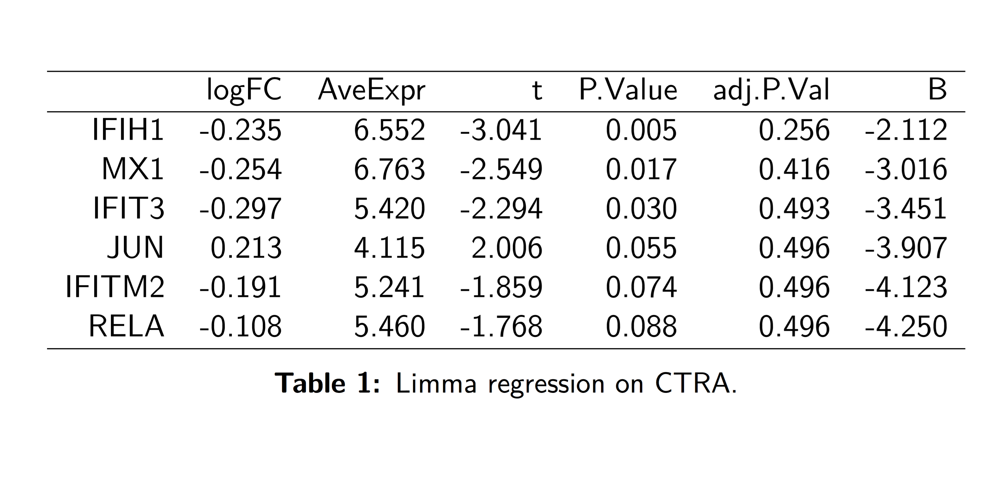 logFC AveExpr t P.Value adj.P.Val B
IFIH1 -0.235 6.552 -3.041 0.005 0.256 -2.112
MX1 -0.254 6.763 -2.549 0.017 0.416 -3.016
IFIT3 -0.297 5.420 -2.294 0.030 0.493 -3.451
JUN 0.213 4.115 2.006 0.055 0.496 -3.907
IFITM2 -0.191 5.241 -1.859 0.074 0.496 -4.123
RELA -0.108 5.460 -1.768 0.088 0.496 -4.250
Table 1: Limma regression on CTRA.